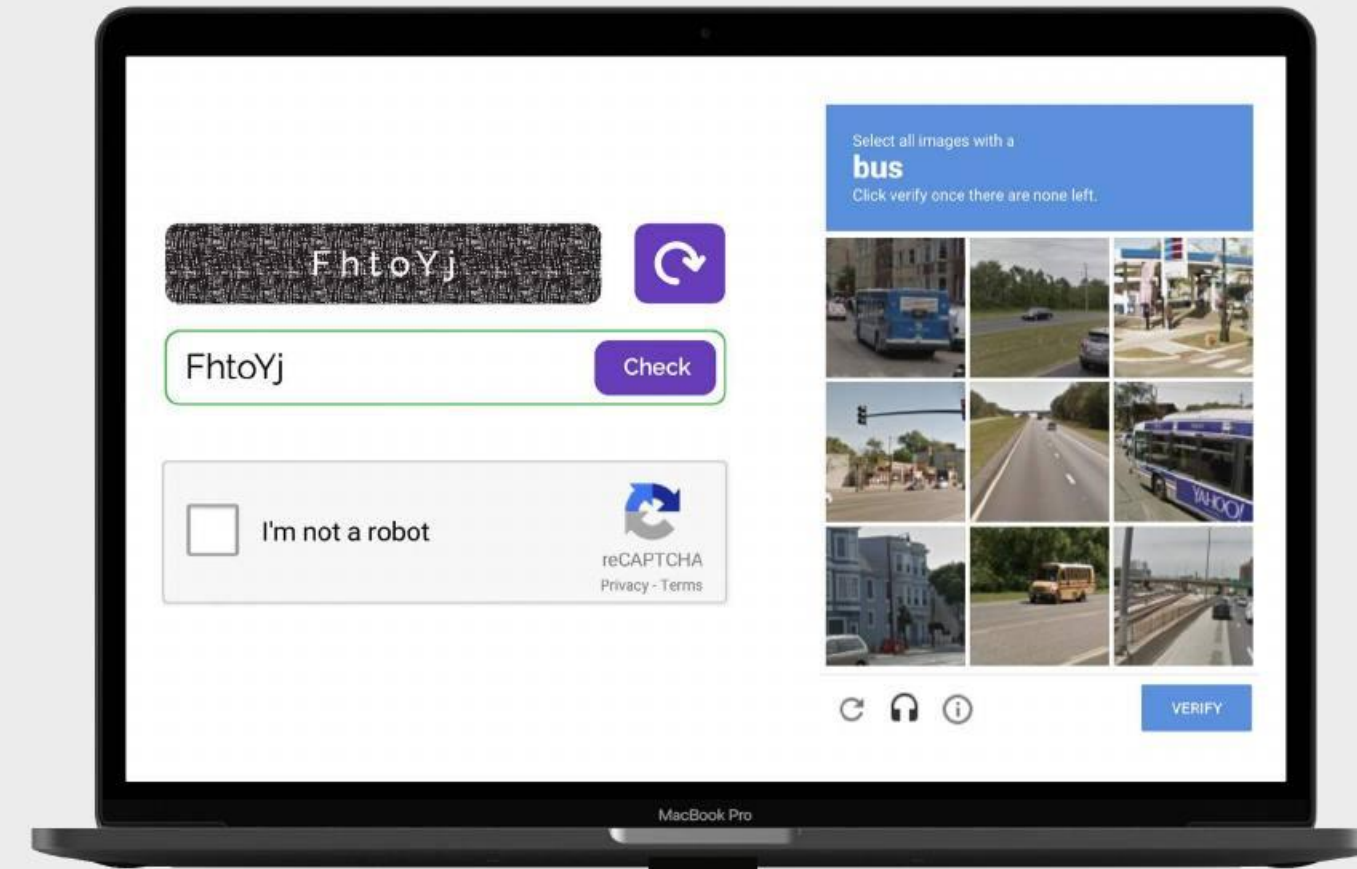 FhtoYj
FhtoYj
Check
I'm not a robot
reCAPTCHA
Privacy - Terms
Select all images with a
bus
Click verify once there are none left.
YAHOO!
VERIFY
MacBook Pro